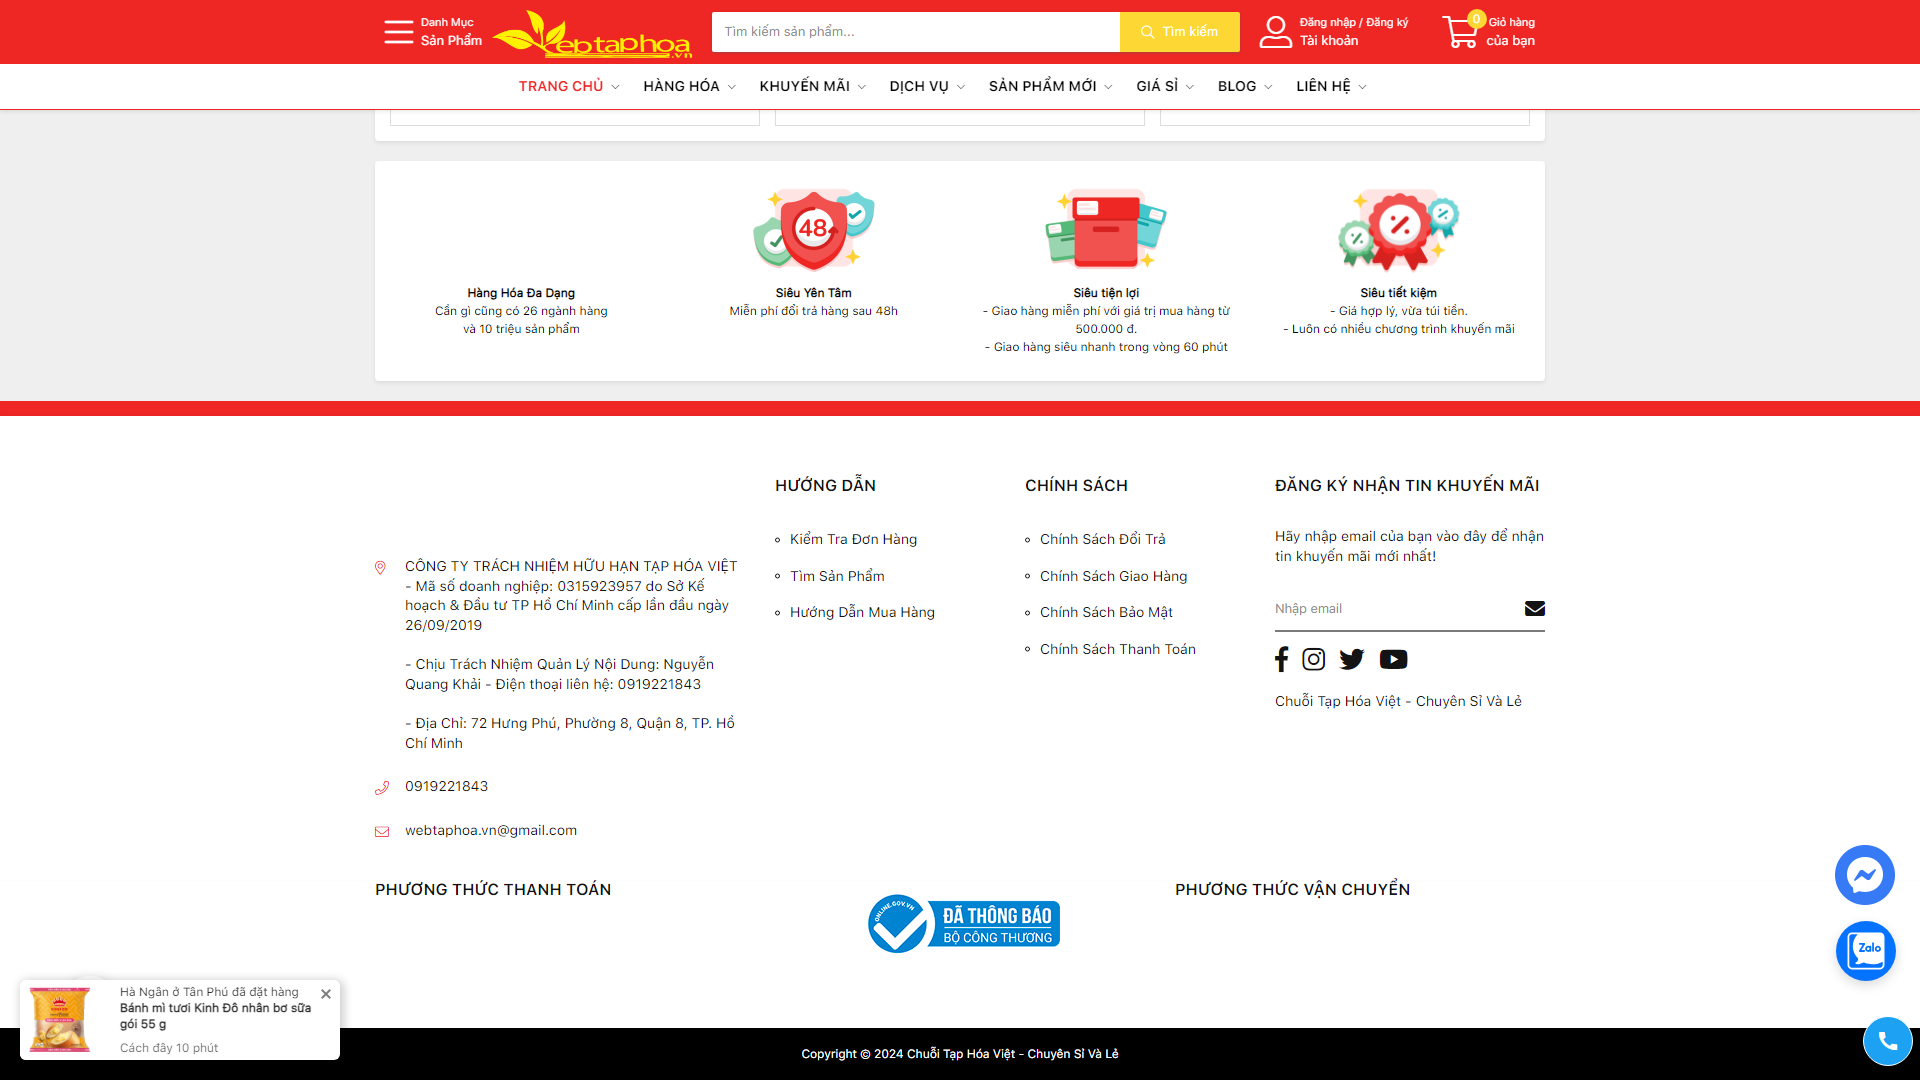 Danh Mục
Sản Phẩm
ebtaphoa
.vn
Tìm kiếm sản phẩm...
Tìm kiếm
Đăng nhập / Đăng ký
Tài khoản
0
Giỏ hàng
của bạn
TRANG CHỦ
HÀNG HÓA
KHUYẾN MÃI
DỊCH VỤ
SẢN PHẨM MỚI
GIÁ SỈ
BLOG
LIÊN HỆ
48
Hàng Hóa Đa Dạng
Cần gì cũng có 26 ngành hàng
và 10 triệu sản phẩm
Siêu Yên Tâm
Miễn phí đổi trả hàng sau 48h
Siêu tiện lợi
- Giao hàng miễn phí với giá trị mua hàng từ
500.000 đ.
- Giao hàng siêu nhanh trong vòng 60 phút
Siêu tiết kiệm
- Giá hợp lý, vừa túi tiền.
- Luôn có nhiều chương trình khuyến mãi
CÔNG TY TRÁCH NHIỆM HỮU HẠN TẠP HÓA VIỆT
- Mã số doanh nghiệp: 0315923957 do Sở Kế
hoạch & Đầu tư TP Hồ Chí Minh cấp lần đầu ngày
26/09/2019
- Chịu Trách Nhiệm Quản Lý Nội Dung: Nguyễn
Quang Khải - Điện thoại liên hệ: 0919221843
- Địa Chỉ: 72 Hưng Phú, Phường 8, Quận 8, TP. Hồ
Chí Minh
0919221843
webtaphoa.vn@gmail.com
HƯỚNG DẪN
Kiểm Tra Đơn Hàng
Tìm Sản Phẩm
Hướng Dẫn Mua Hàng
CHÍNH SÁCH
Chính Sách Đổi Trả
Chính Sách Giao Hàng
Chính Sách Bảo Mật
Chính Sách Thanh Toán
ĐĂNG KÝ NHẬN TIN KHUYẾN MÃI
Hãy nhập email của bạn vào đây để nhận
tin khuyến mãi mới nhất!
Nhập email
Chuỗi Tạp Hóa Việt - Chuyên Sỉ Và Lẻ
PHƯƠNG THỨC THANH TOÁN
ONLINE.GOV.VN
ĐÃ THÔNG BÁO
BỘ CÔNG THƯƠNG
PHƯƠNG THỨC VẬN CHUYỂN
Zalo
Hà Ngân ở Tân Phú đã đặt hàng
Bánh mì tươi Kinh Đô nhân bơ sữa
gói 55 g
Cách đây 10 phút
Copyright © 2024 Chuỗi Tạp Hóa Việt - Chuyên Sỉ Và Lẻ